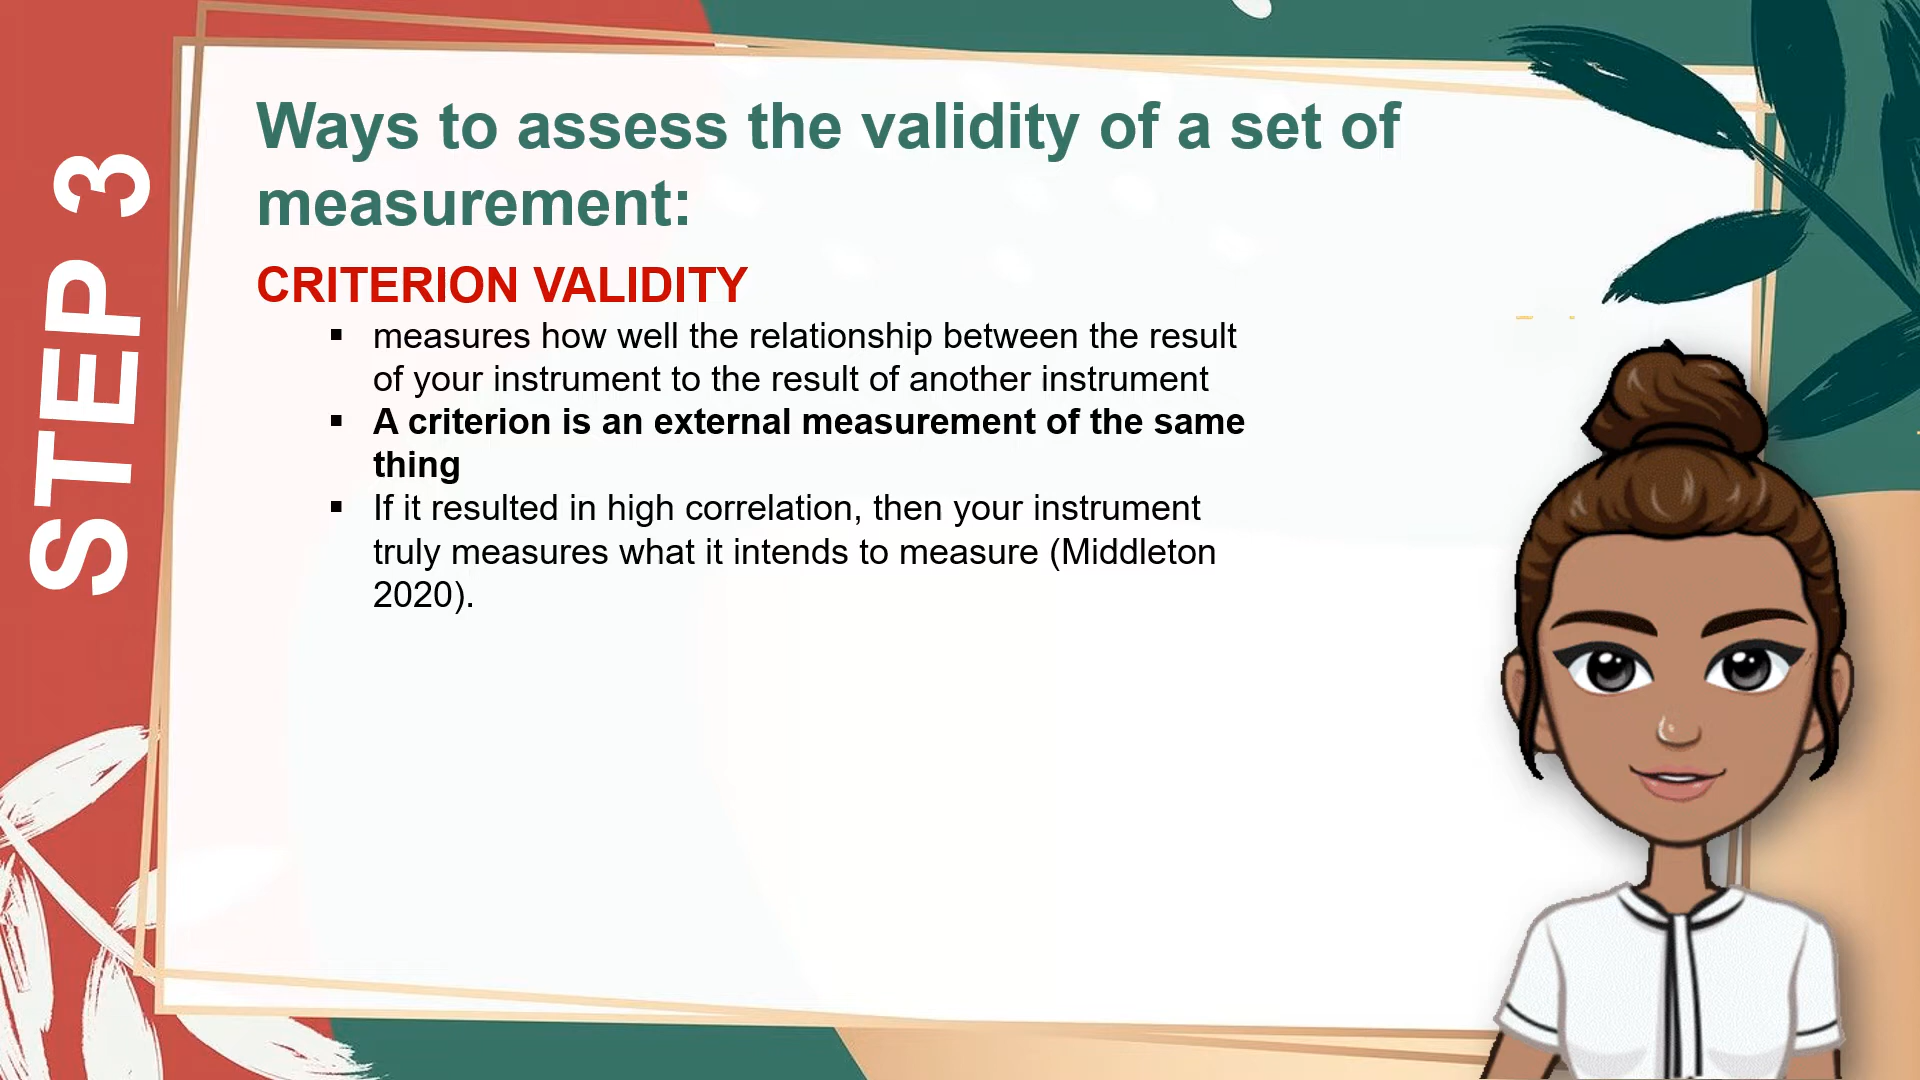 STEP 3
Ways to assess the validity of a set of
measurement:
CRITERION VALIDITY
▪ measures how well the relationship between the result
of your instrument to the result of another instrument
▪ A criterion is an external measurement of the same
thing
▪ If it resulted in high correlation, then your instrument
truly measures what it intends to measure (Middleton
2020).